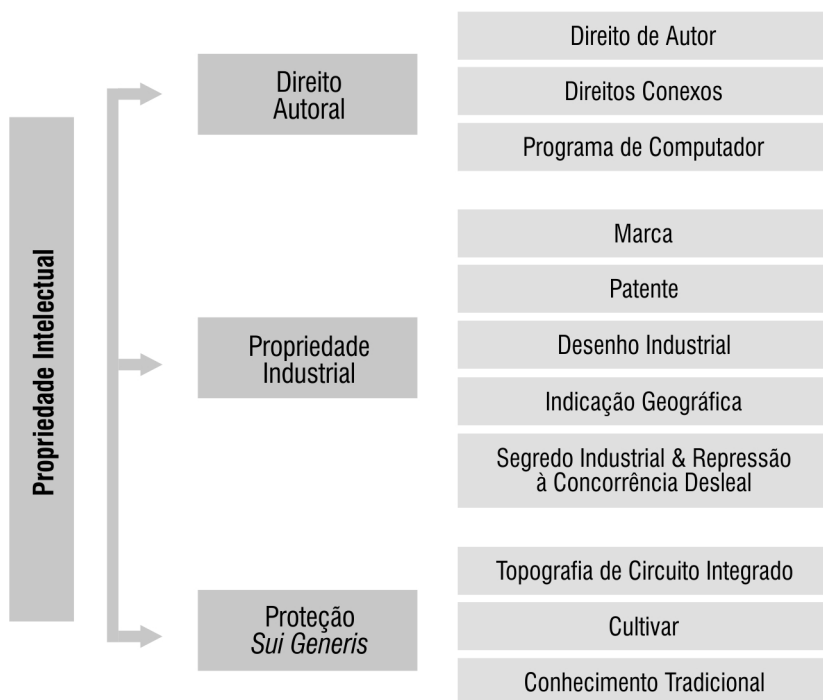 Propriedade Intelectual
Direito
Autoral
Direito de Autor
Direitos Conexos
Programa de Computador
Propriedade
Industrial
Marca
Patente
Desenho Industrial
Indicação Geográfica
Segredo Industrial & Repressão
à Concorrência Desleal
Proteção
Sui Generis
Topografia de Circuito Integrado
Cultivar
Conhecimento Tradicional